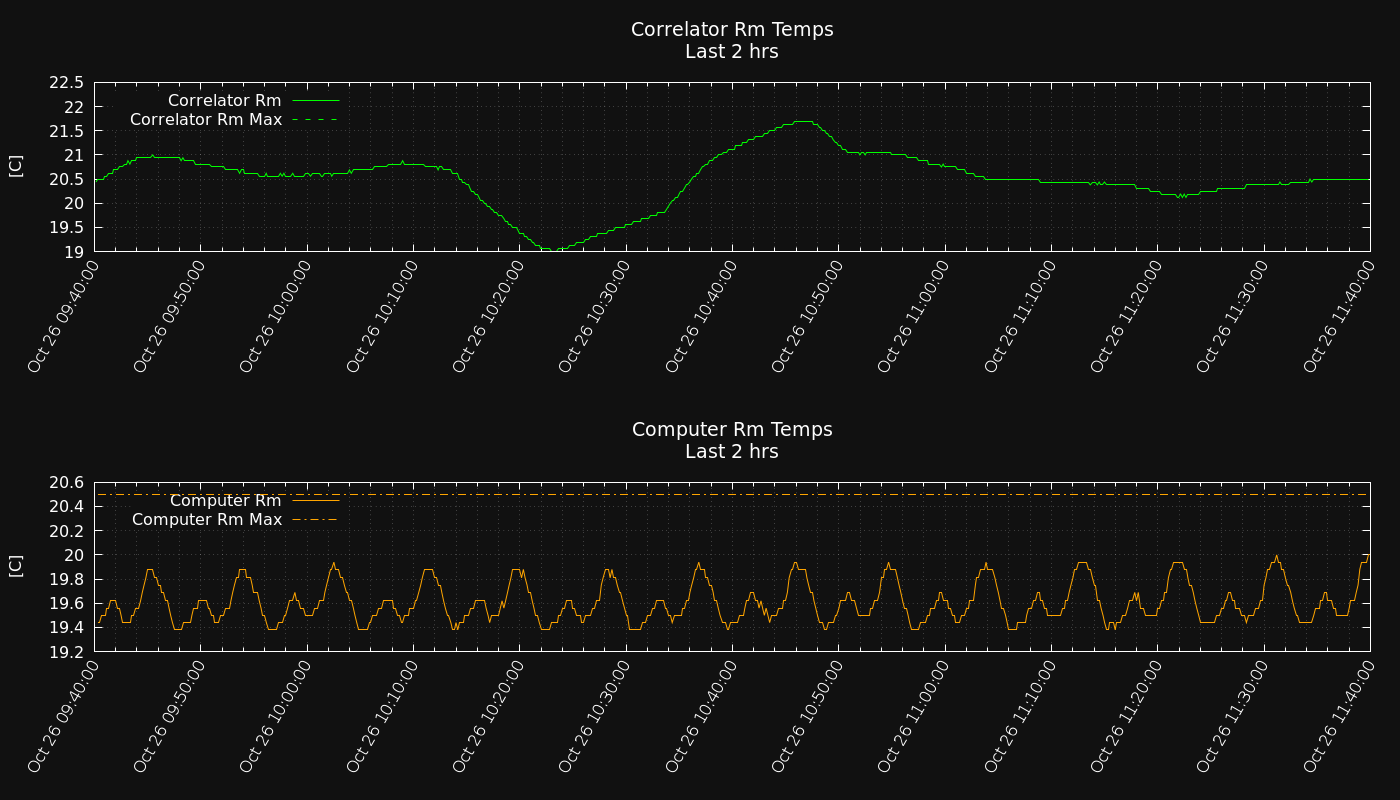 Correlator Rm Temps
Last 2 hrs
[C]
22.5
22
21.5
21
20.5
20
19.5
19
Correlator Rm
Correlator Rm Max
Oct 26 09:40:00
Oct 26 09:50:00
Oct 26 10:00:00
Oct 26 10:10:00
Oct 26 10:20:00
Oct 26 10:30:00
Oct 26 10:40:00
Oct 26 10:50:00
Oct 26 11:00:00
Oct 26 11:10:00
Oct 26 11:20:00
Oct 26 11:30:00
Oct 26 11:40:00
Computer Rm Temps
Last 2 hrs
[C]
20.6
20.4
20.2
20
19.8
19.6
19.4
19.2
Computer Rm
Computer Rm Max
Oct 26 09:40:00
Oct 26 09:50:00
Oct 26 10:00:00
Oct 26 10:10:00
Oct 26 10:20:00
Oct 26 10:30:00
Oct 26 10:40:00
Oct 26 10:50:00
Oct 26 11:00:00
Oct 26 11:10:00
Oct 26 11:20:00
Oct 26 11:30:00
Oct 26 11:40:00